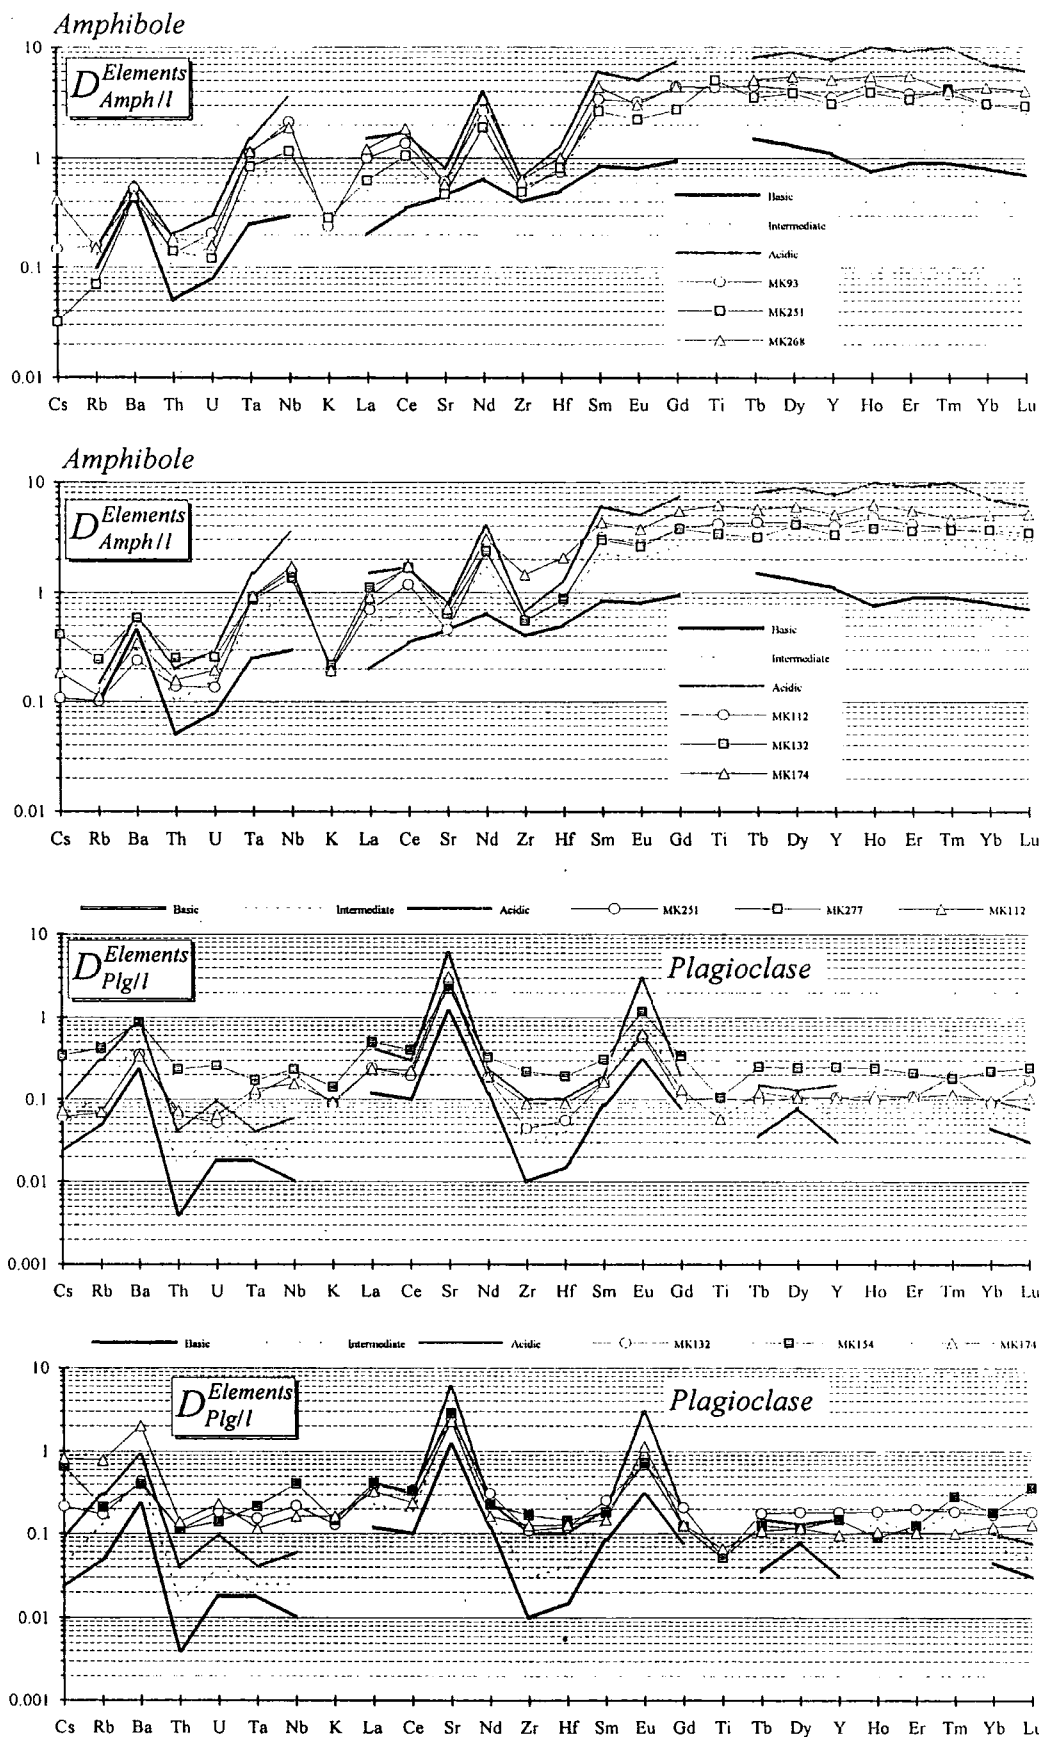 Amphibole
10
D Elements Amph/l
1
0.1
0.01
Basic
Intermediate
Acidic
MK93
MK251
MK268
Cs Rb Ba Th U Ta Nb K La Ce Sr Nd Zr Hf Sm Eu Gd Ti Tb Dy Y Ho Er Tm Yb Lu
Amphibole
10
D Elements Amph/l
1
0.1
0.01
Basic
Intermediate
Acidic
MK112
MK132
MK174
Cs Rb Ba Th U Ta Nb K La Ce Sr Nd Zr Hf Sm Eu Gd Ti Tb Dy Y Ho Er Tm Yb Lu
Basic Intermediate Acidic MK251 MK277 MK112
10
D Elements Plg/l
Plagioclase
1
0.1
0.01
0.001
Cs Rb Ba Th U Ta Nb K La Ce Sr Nd Zr Hf Sm Eu Gd Ti Tb Dy Y Ho Er Tm Yb Lu
Basic Intermediate Acidic MK132 MK154 MK174
10
D Elements Plg/l
Plagioclase
1
0.1
0.01
0.001
Cs Rb Ba Th U Ta Nb K La Ce Sr Nd Zr Hf Sm Eu Gd Ti Tb Dy Y Ho Er Tm Yb Lu